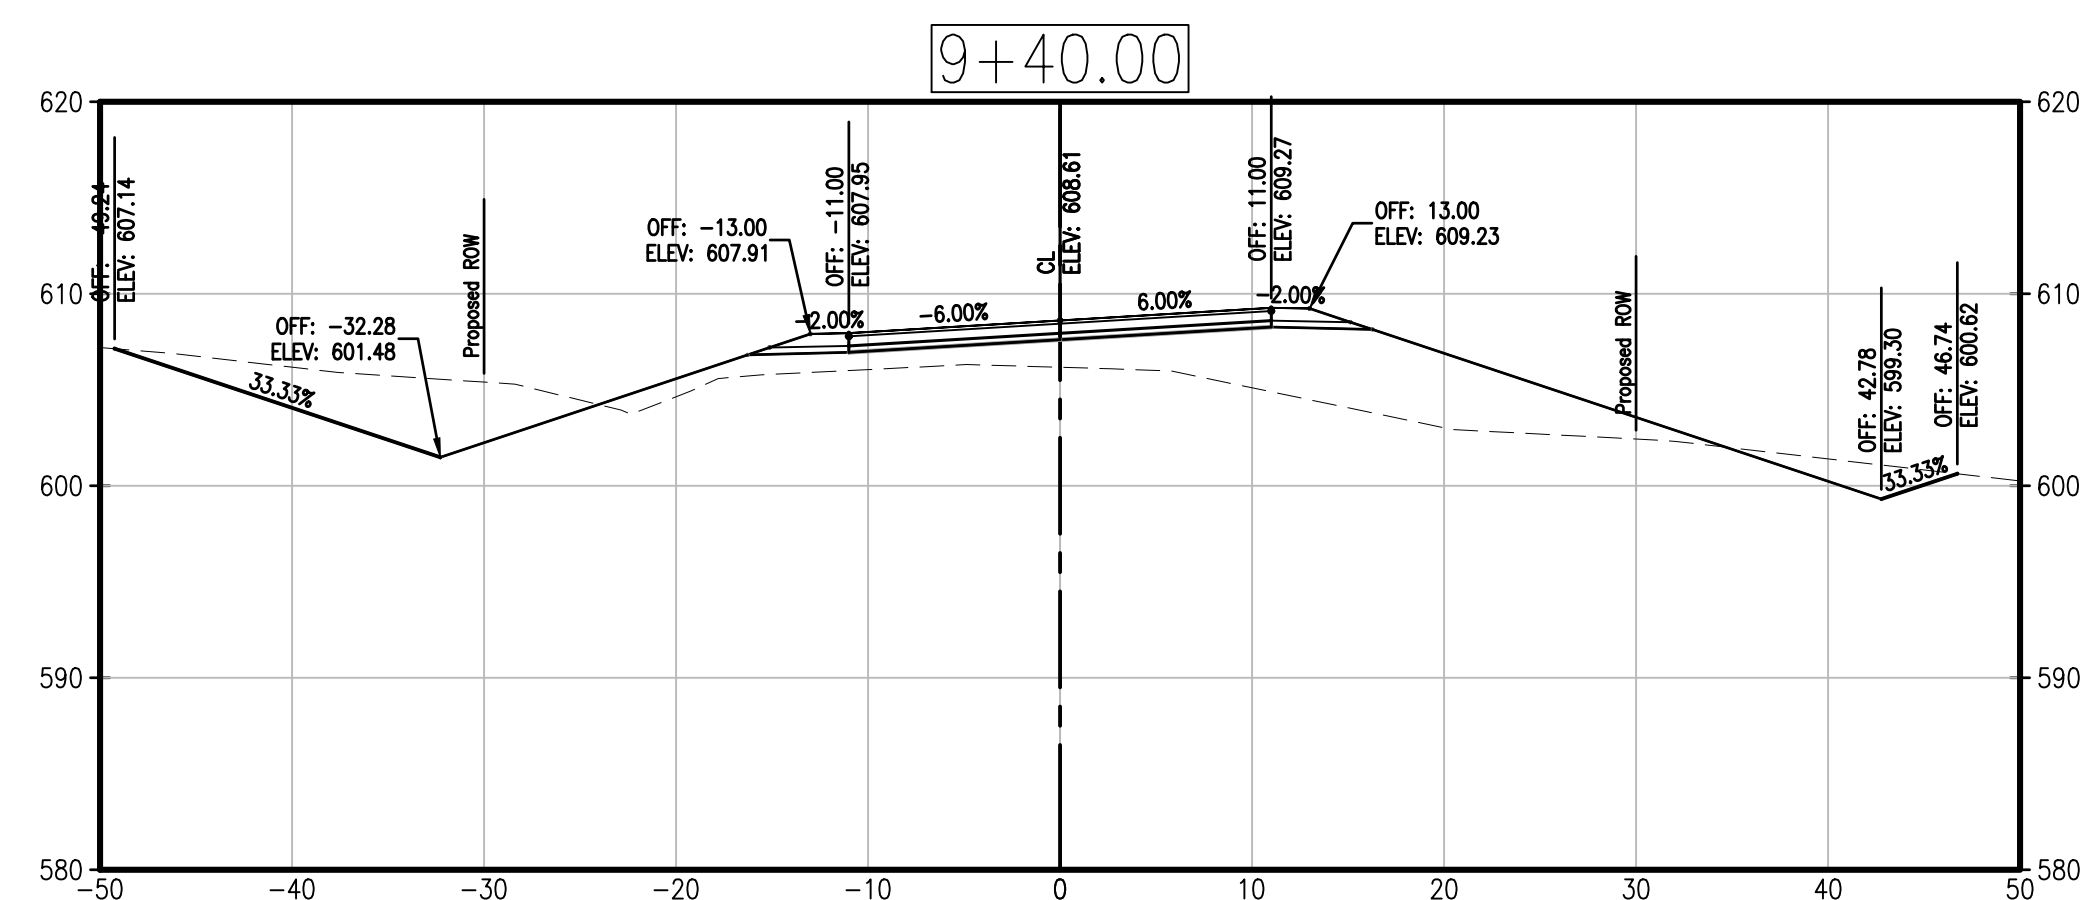 9+40.00
620
620
OFF: -49.24
ELEV: 607.14
Proposed ROW
OFF: -13.00
ELEV: 607.91
OFF: -11.00
ELEV: 607.95
CL
ELEV: 608.61
OFF: 11.00
ELEV: 609.27
OFF: 13.00
ELEV: 609.23
610
610
OFF: -32.28
ELEV: 601.48
-2.00%
-6.00%
6.00%
-2.00%
33.33%
Proposed ROW
OFF: 42.78
ELEV: 599.30
OFF: 46.74
ELEV: 600.62
33.33%
600
600
590
590
580
580
-50
-40
-30
-20
-10
0
10
20
30
40
50